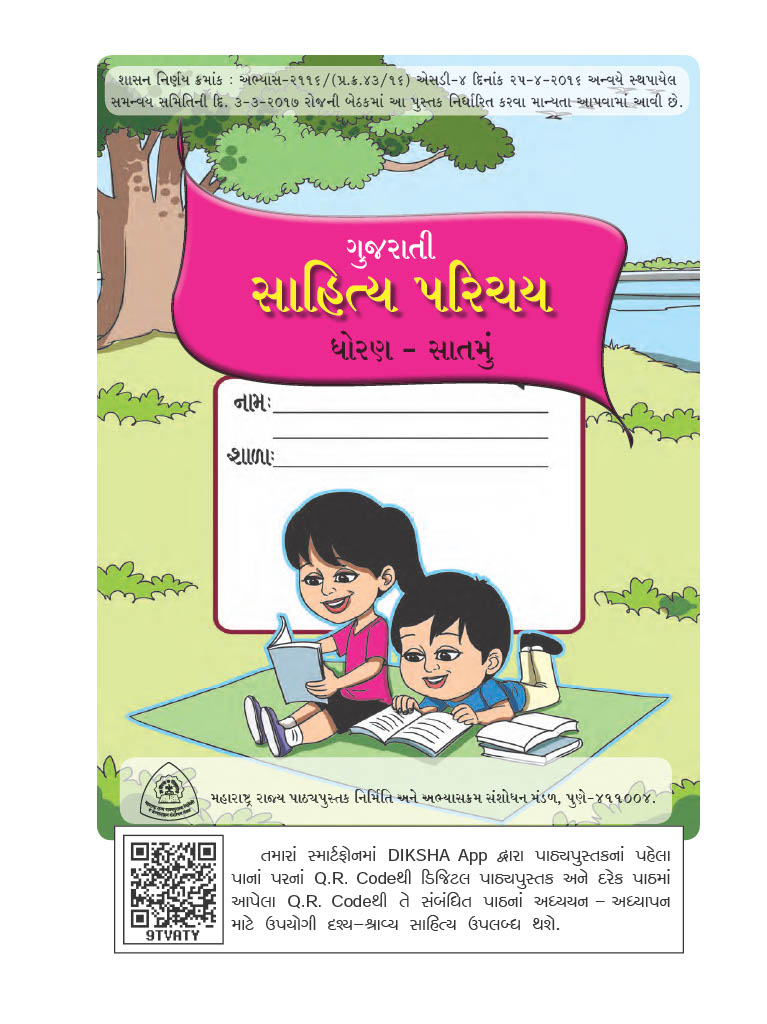 શાસન નિર્ણય ક્રમાંક : અભ્યાસ-૨૧૧૬/(પ્ર.ક્ર.૪૩/૧૬) એસડી-૪ દિનાંક ૨૫-૪-૨૦૧૬ અન્વયે સ્થપાયેલ
સમન્વય સમિતિની દિ. ૩-૩-૨૦૧૭ રોજની બેઠકમાં આ પુસ્તક નિર્ધારિત કરવા માન્યતા આપવામાં આવી છે.
ગુજરાતી
સાહિત્ય પરિચય
ધોરણ - સાતમું
નામઃ
શાળાઃ
મહારાષ્ટ્ર રાજ્ય પાઠ્યપુસ્તક નિર્મિતિ અને અભ્યાસક્રમ સંશોધન મંડળ, પુણે-૪૧૧૦૦૪.
તમારાં સ્માર્ટફોનમાં DIKSHA App દ્વારા પાઠ્યપુસ્તકનાં પહેલા
પાનાં પરનાં Q.R. Codeથી ડિજિટલ પાઠ્યપુસ્તક અને દરેક પાઠમાં
આપેલા Q.R. Codeથી તે સંબંધિત પાઠનાં અધ્યયન – અધ્યાપન
માટે ઉપયોગી દૃશ્ય–શ્રાવ્ય સાહિત્ય ઉપલબ્ધ થશે.
9TVATY